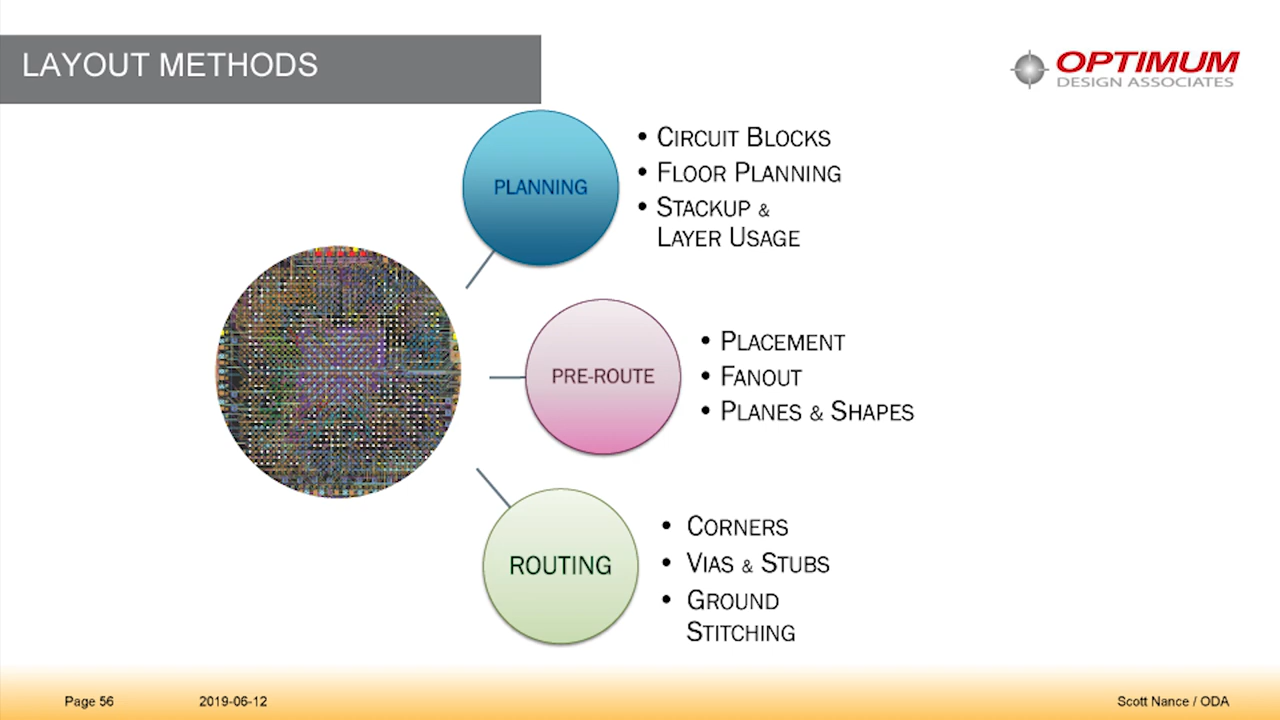 LAYOUT METHODS
OPTIMUM
DESIGN ASSOCIATES
PLANNING
• CIRCUIT BLOCKS
• FLOOR PLANNING
• STACKUP &
LAYER USAGE
PRE-ROUTE
• PLACEMENT
• FANOUT
• PLANES & SHAPES
ROUTING
• CORNERS
• VIAS & STUBS
• GROUND
STITCHING
Page 56
2019-06-12
Scott Nance / ODA